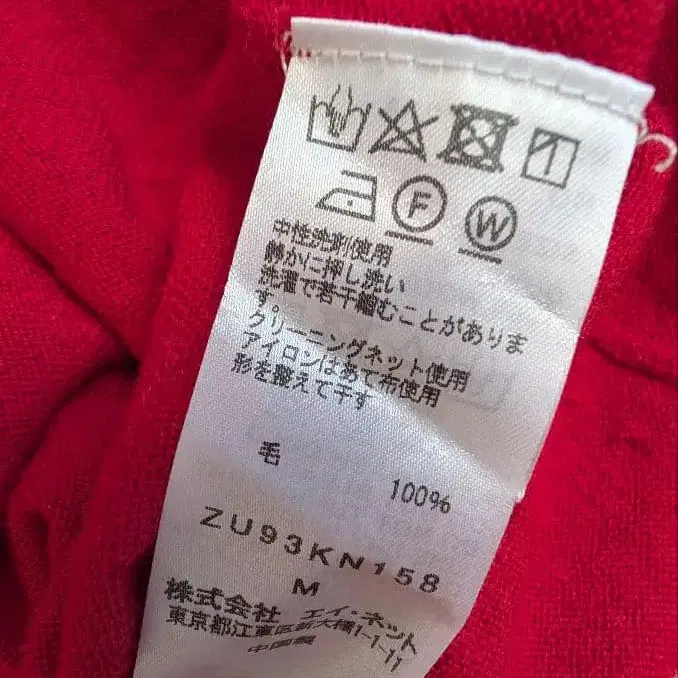 F
W
中性洗剤使用
静かに押し洗い
洗濯で若干縮むことがありま
す。
クリーニングネット使用
アイロンはあて布使用
形を整えて干す
毛 100%
ZU93KN158
M
株式会社 エイ・ネット
東京都江東区新大橋1-1-11
中国製